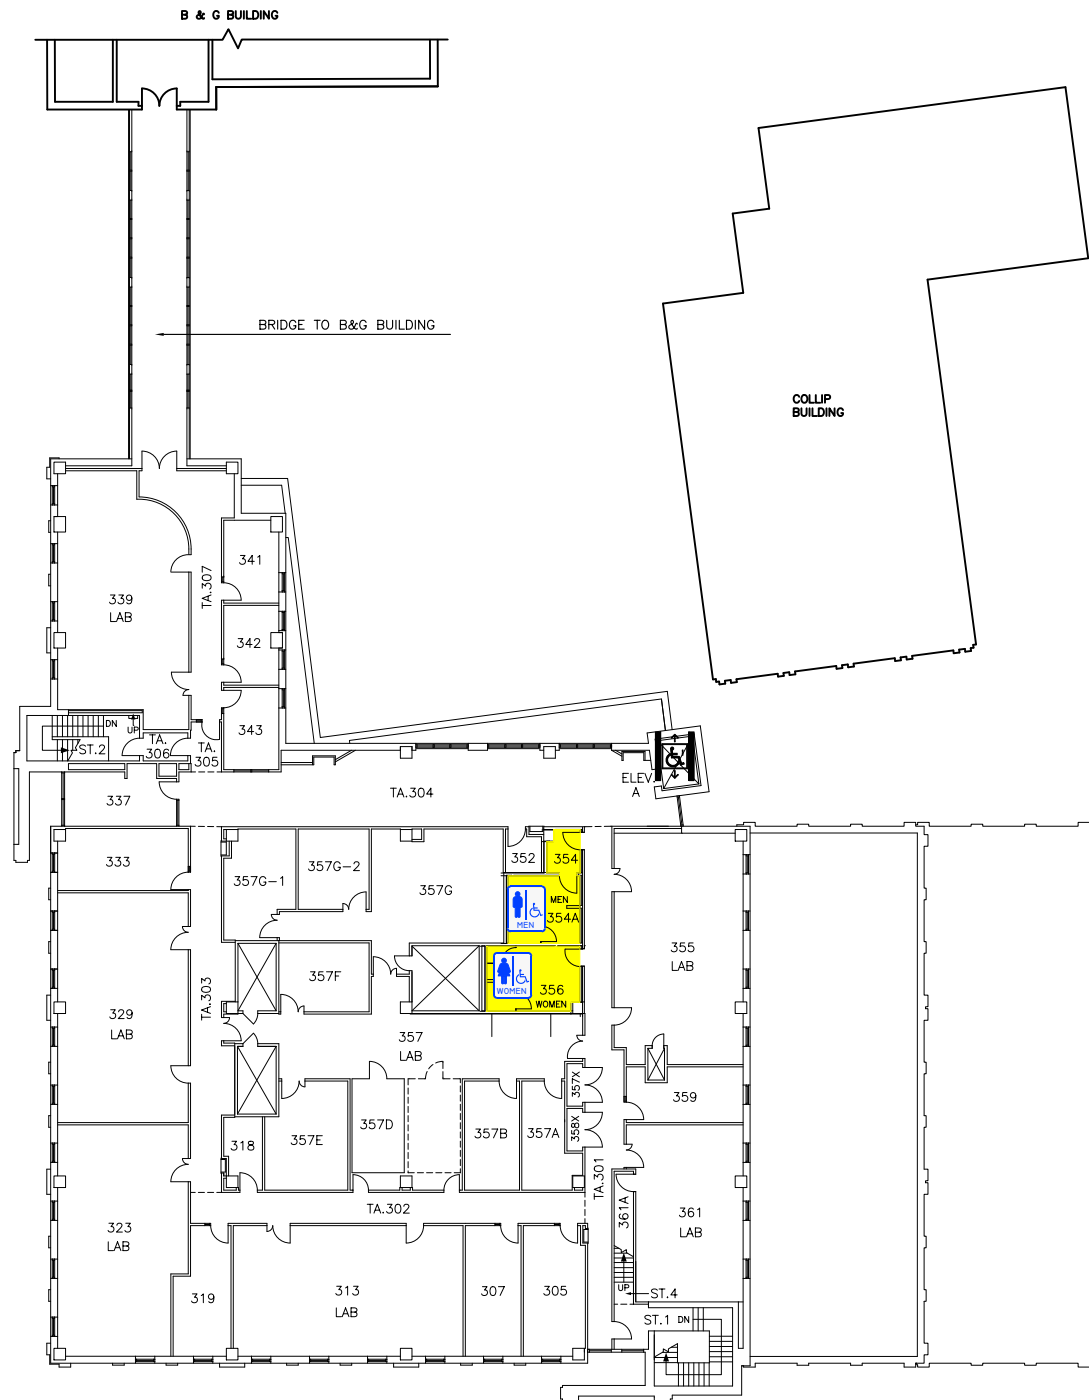 B & G BUILDING
BRIDGE TO B&G BUILDING
COLLIP
BUILDING
341
TA.307
339
LAB
342
343
DN
UP
ST.2
TA.
306
TA.
305
ELEV.
A
TA.304
337
333
357G-1
357G-2
357G
352
354
MEN
354A
MEN
355
LAB
357F
356
WOMEN
WOMEN
TA.303
329
LAB
357
LAB
357X
359
358X
357E
357D
357B
357A
318
TA.301
TA.302
361A
361
LAB
323
LAB
319
313
LAB
307
305
UP
ST.4
ST.1
DN